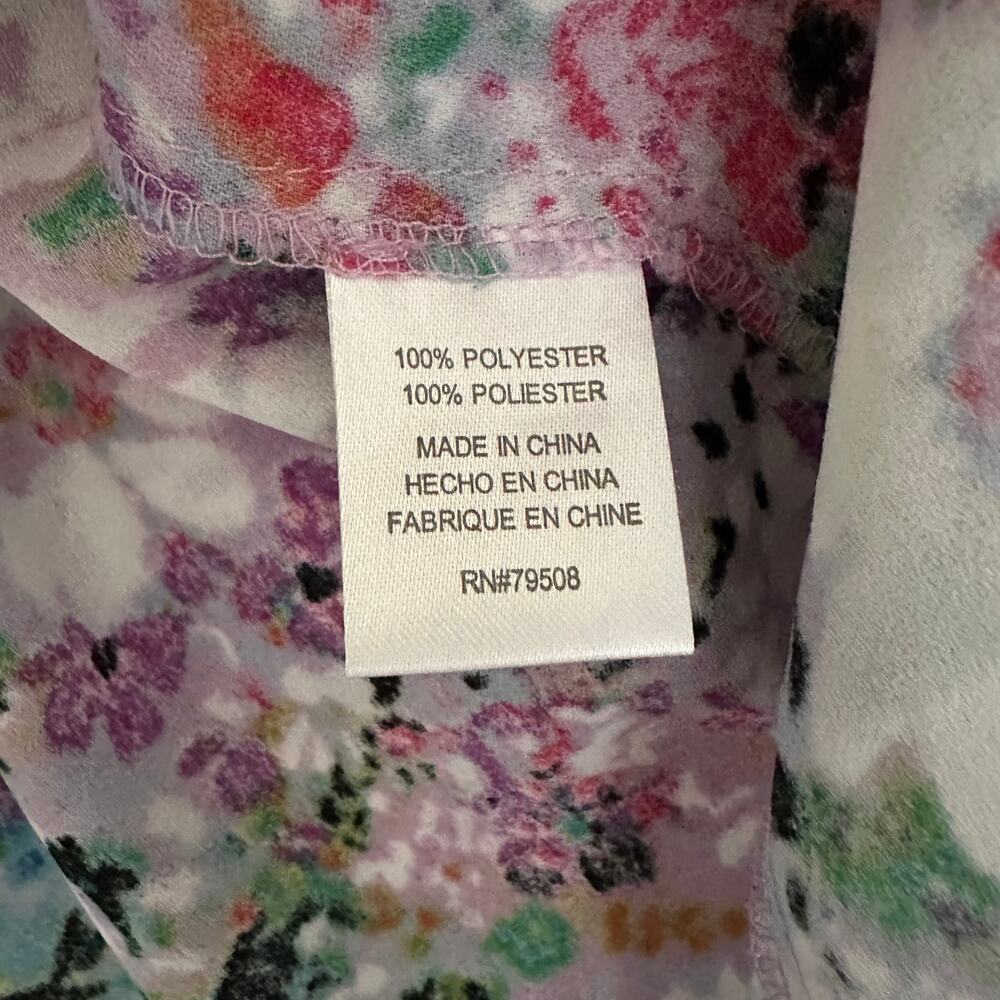 100% POLYESTER
100% POLIESTER
MADE IN CHINA
HECHO EN CHINA
FABRIQUE EN CHINE
RN#79508